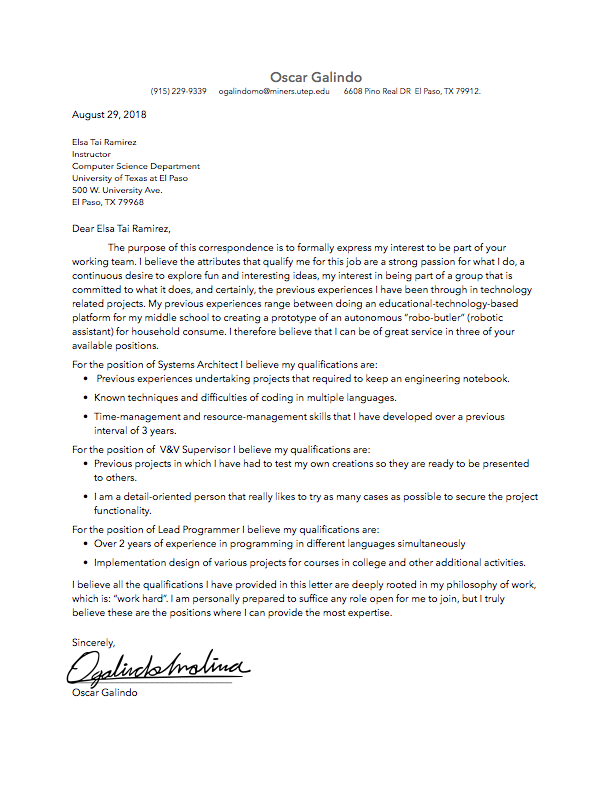 Oscar Galindo
(915) 229-9339 ogalindomo@miners.utep.edu 6608 Pino Real DR El Paso, TX 79912.
August 29, 2018
Elsa Tai Ramirez
Instructor
Computer Science Department
University of Texas at El Paso
500 W. University Ave.
El Paso, TX 79968
Dear Elsa Tai Ramirez,
The purpose of this correspondence is to formally express my interest to be part of your
working team. I believe the attributes that qualify me for this job are a strong passion for what I do, a
continuous desire to explore fun and interesting ideas, my interest in being part of a group that is
committed to what it does, and certainly, the previous experiences I have been through in technology
related projects. My previous experiences range between doing an educational-technology-based
platform for my middle school to creating a prototype of an autonomous “robo-butler” (robotic
assistant) for household consume. I therefore believe that I can be of great service in three of your
available positions.
For the position of Systems Architect I believe my qualifications are:
• Previous experiences undertaking projects that required to keep an engineering notebook.
• Known techniques and difficulties of coding in multiple languages.
• Time-management and resource-management skills that I have developed over a previous
interval of 3 years.
For the position of V&V Supervisor I believe my qualifications are:
• Previous projects in which I have had to test my own creations so they are ready to be presented
to others.
• I am a detail-oriented person that really likes to try as many cases as possible to secure the project
functionality.
For the position of Lead Programmer I believe my qualifications are:
• Over 2 years of experience in programming in different languages simultaneously
• Implementation design of various projects for courses in college and other additional activities.
I believe all the qualifications I have provided in this letter are deeply rooted in my philosophy of work,
which is: “work hard”. I am personally prepared to suffice any role open for me to join, but I truly
believe these are the positions where I can provide the most expertise.
Sincerely,
OgalindoMolina
Oscar Galindo